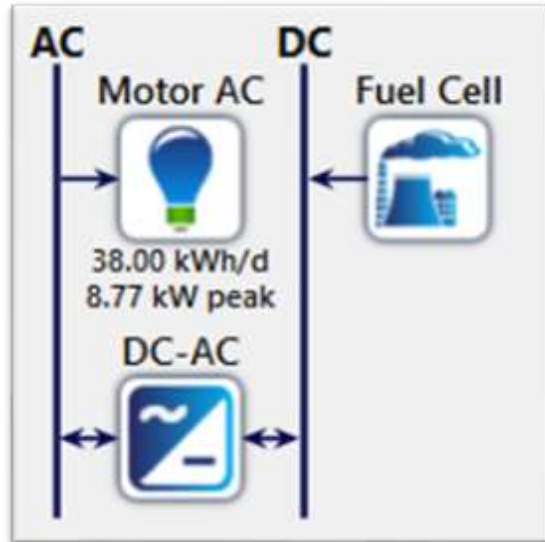 AC
DC
Motor AC
Fuel Cell
38.00 kWh/d
8.77 kW peak
DC-AC